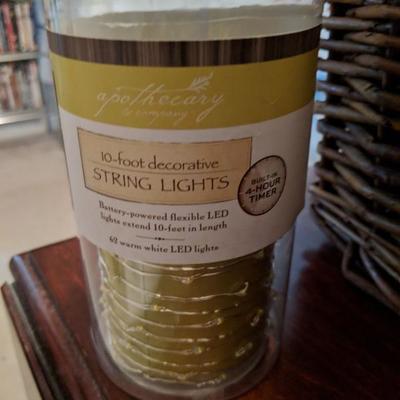 apothecary
& company
10-foot decorative
STRING LIGHTS
BUILT-IN
4-HOUR
TIMER
Battery-powered flexible LED
lights extend 10-feet in length
62 warm white LED lights